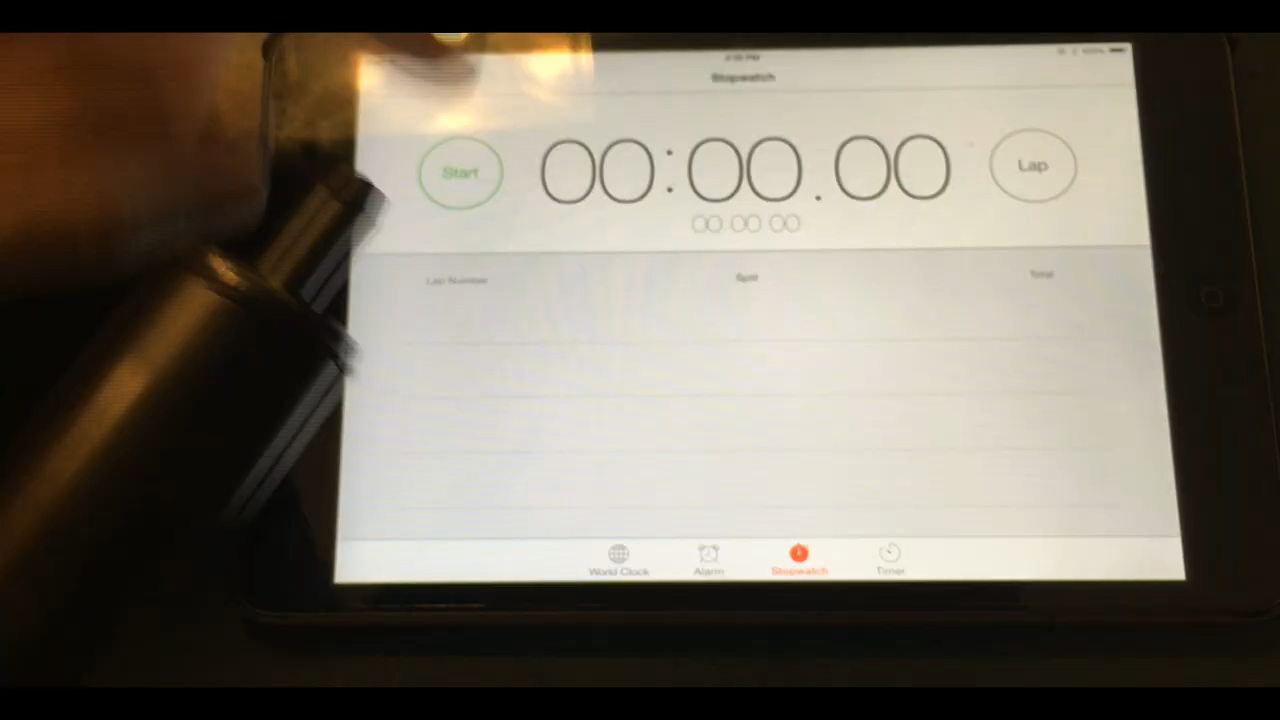 Stopwatch
Start 00:00.00 Lap
00 00 00
Lap Number Split Total
World Clock Alarm Stopwatch Timer